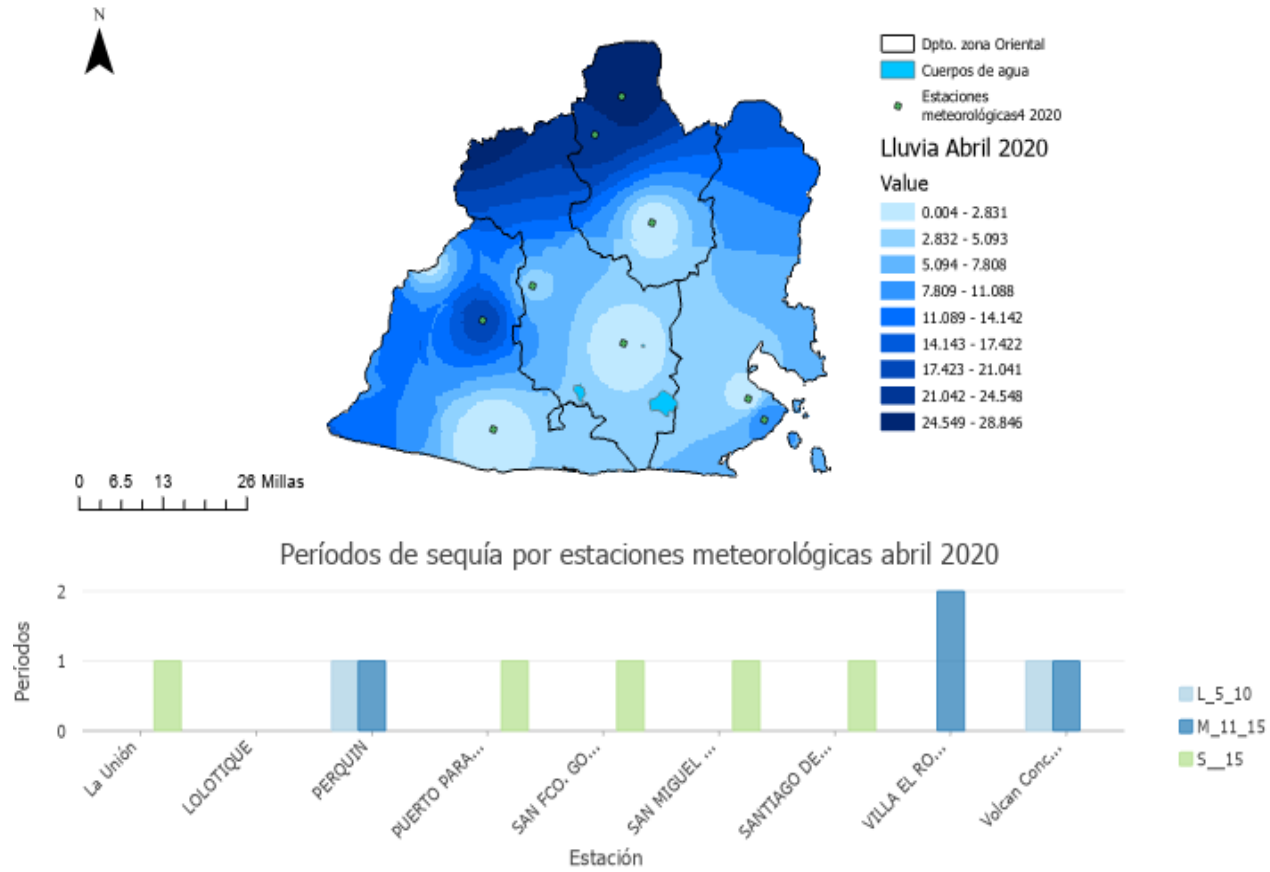 N
Dpto. zona Oriental
Cuerpos de agua
Estaciones
meteorológicas4 2020
Lluvia Abril 2020
Value
0.004 - 2.831
2.832 - 5.093
5.094 - 7.808
7.809 - 11.088
11.089 - 14.142
14.143 - 17.422
17.423 - 21.041
21.042 - 24.548
24.549 - 28.846
0 6.5 13 26 Millas
Períodos de sequía por estaciones meteorológicas abril 2020
Períodos
2
1
0
La Unión
LOLOTIQUE
PERQUIN
PUERTO PARA...
SAN FCO. GO...
SAN MIGUEL ...
SANTIAGO DE...
VILLA EL RO...
Volcan Conc...
Estación
L_5_10
M_11_15
S__15